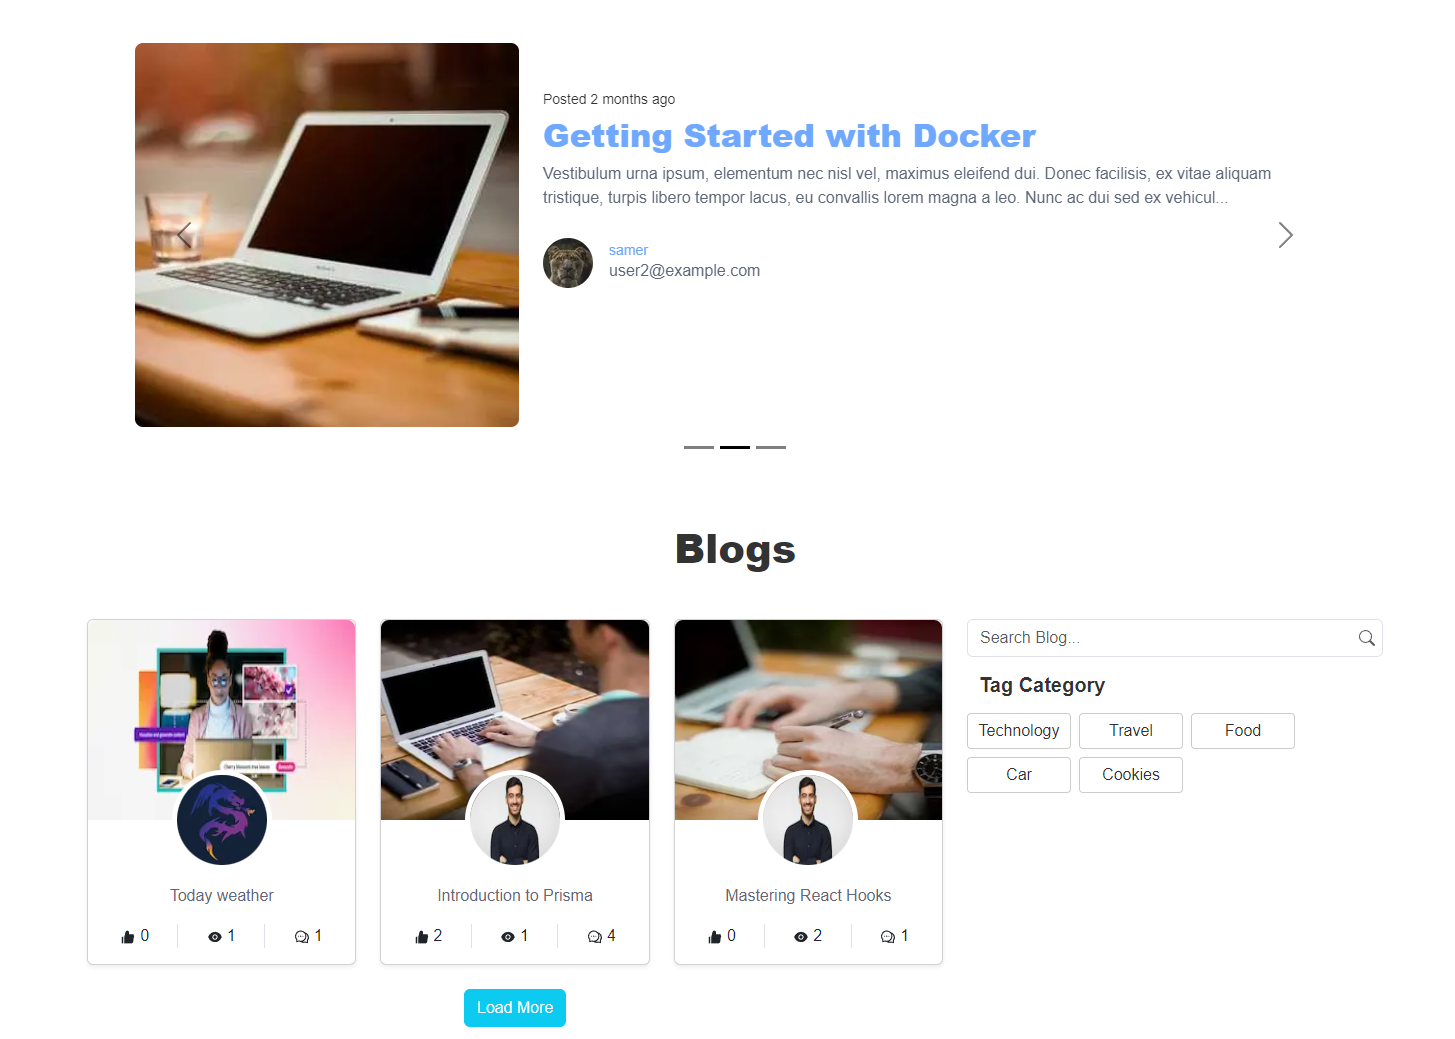 Posted 2 months ago
Getting Started with Docker
Vestibulum urna ipsum, elementum nec nisl vel, maximus eleifend dui. Donec facilisis, ex vitae aliquam
tristique, turpis libero tempor lacus, eu convallis lorem magna a leo. Nunc ac dui sed ex vehicul...
samer
user2@example.com
Blogs
Today weather
0 1 1
Introduction to Prisma
2 1 4
Mastering React Hooks
0 2 1
Load More
Search Blog...
Tag Category
Technology Travel Food
Car Cookies